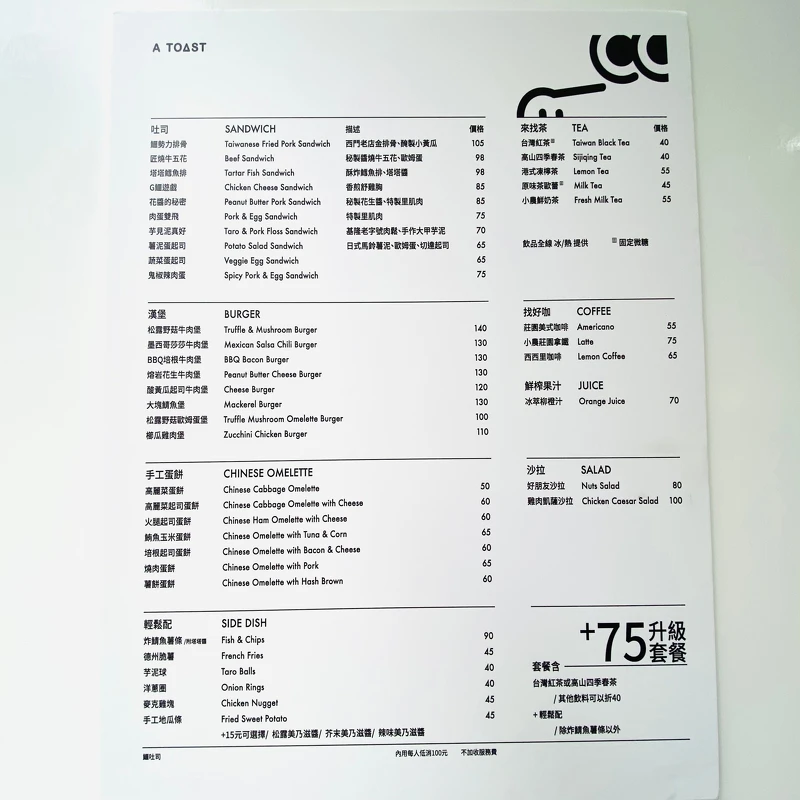 A TOAST
吐司 SANDWICH 描述 價格
鱷勢力排骨 Taiwanese Fried Pork Sandwich 西門老店金排骨、醃製小黃瓜 105
匠燒牛五花 Beef Sandwich 秘製醬燒牛五花、歐姆蛋 98
塔塔鱈魚排 Tartar Fish Sandwich 酥炸鱈魚排、塔塔醬 98
G鱷遊戲 Chicken Cheese Sandwich 香煎舒雞胸 85
花醬的秘密 Peanut Butter Pork Sandwich 秘製花生醬、特製里肌肉 85
肉蛋雙飛 Pork & Egg Sandwich 特製里肌肉 75
芋見泥真好 Taro & Pork Floss Sandwich 基隆老字號肉鬆、手作大甲芋泥 70
薯泥蛋起司 Potato Salad Sandwich 日式馬鈴薯泥、歐姆蛋、切達起司 65
蔬菜蛋起司 Veggie Egg Sandwich 65
鬼椒辣肉蛋 Spicy Pork & Egg Sandwich 75
漢堡 BURGER
松露野菇牛肉堡 Truffle & Mushroom Burger 140
墨西哥莎莎牛肉堡 Mexican Salsa Chili Burger 130
BBQ培根牛肉堡 BBQ Bacon Burger 130
熔岩花生牛肉堡 Peanut Butter Cheese Burger 130
酸黃瓜起司牛肉堡 Cheese Burger 120
大塊鯖魚堡 Mackerel Burger 130
松露野菇歐姆蛋堡 Truffle Mushroom Omelette Burger 100
櫛瓜雞肉堡 Zucchini Chicken Burger 110
手工蛋餅 CHINESE OMELETTE
高麗菜蛋餅 Chinese Cabbage Omelette 50
高麗菜起司蛋餅 Chinese Cabbage Omelette with Cheese 60
火腿起司蛋餅 Chinese Ham Omelette with Cheese 60
鮪魚玉米蛋餅 Chinese Omelette with Tuna & Corn 65
培根起司蛋餅 Chinese Omelette with Bacon & Cheese 60
燒肉蛋餅 Chinese Omelette with Pork 65
薯餅蛋餅 Chinese Omelette wth Hash Brown 60
輕鬆配 SIDE DISH
炸鯖魚薯條 /附塔塔醬 Fish & Chips 90
德州脆薯 French Fries 45
芋泥球 Taro Balls 40
洋蔥圈 Onion Rings 40
麥克雞塊 Chicken Nugget 45
手工地瓜條 Fried Sweet Potato 45
+15元可選擇/ 松露美乃滋醬/ 芥末美乃滋醬/ 辣味美乃滋醬
來找茶 TEA 價格
台灣紅茶 Taiwan Black Tea 40
高山四季春茶 Sijiqing Tea 40
港式凍檸茶 Lemon Tea 55
原味茶歐蕾 Milk Tea 45
小農鮮奶茶 Fresh Milk Tea 55
飲品全線 冰/熱 提供 固定微糖
找好咖 COFFEE
莊園美式咖啡 Americano 55
小農莊園拿鐵 Latte 75
西西里咖啡 Lemon Coffee 65
鮮榨果汁 JUICE
冰萃柳橙汁 Orange Juice 70
沙拉 SALAD
好朋友沙拉 Nuts Salad 80
雞肉凱薩沙拉 Chicken Caesar Salad 100
+75升級套餐
套餐含
台灣紅茶或高山四季春茶
/ 其他飲料可以折40
+ 輕鬆配
/ 除炸鯖魚薯條以外
鱷吐司 內用每人低消100元 不加收服務費